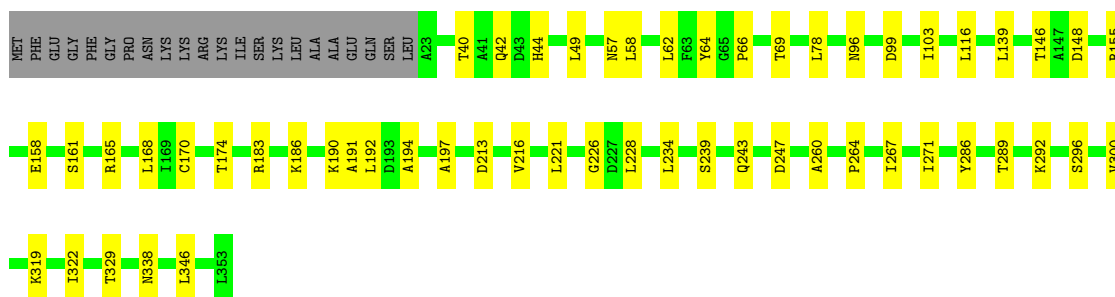 MET PHE GLU GLY PHE GLY PRO ASN LYS LYS ARG LYS ILE SER LYS LEU ALA ALA GLU GLN SER LEU A23 T40 A41 Q42 D43 H44 L49 N57 L58 L62 F63 Y64 G65 P66 T69 L78 N96 D99 I103 L116 L139 T146 A147 D148 R155
E158 S161 R165 L168 I169 C170 T174 R183 K186 K190 A191 L192 D193 A194 A197 D213 V216 L221 G226 D227 L228 L234 S239 Q243 D247 A260 P264 I267 I271 Y286 T289 K292 S296
K319 I322 T329 N338 L346 L353